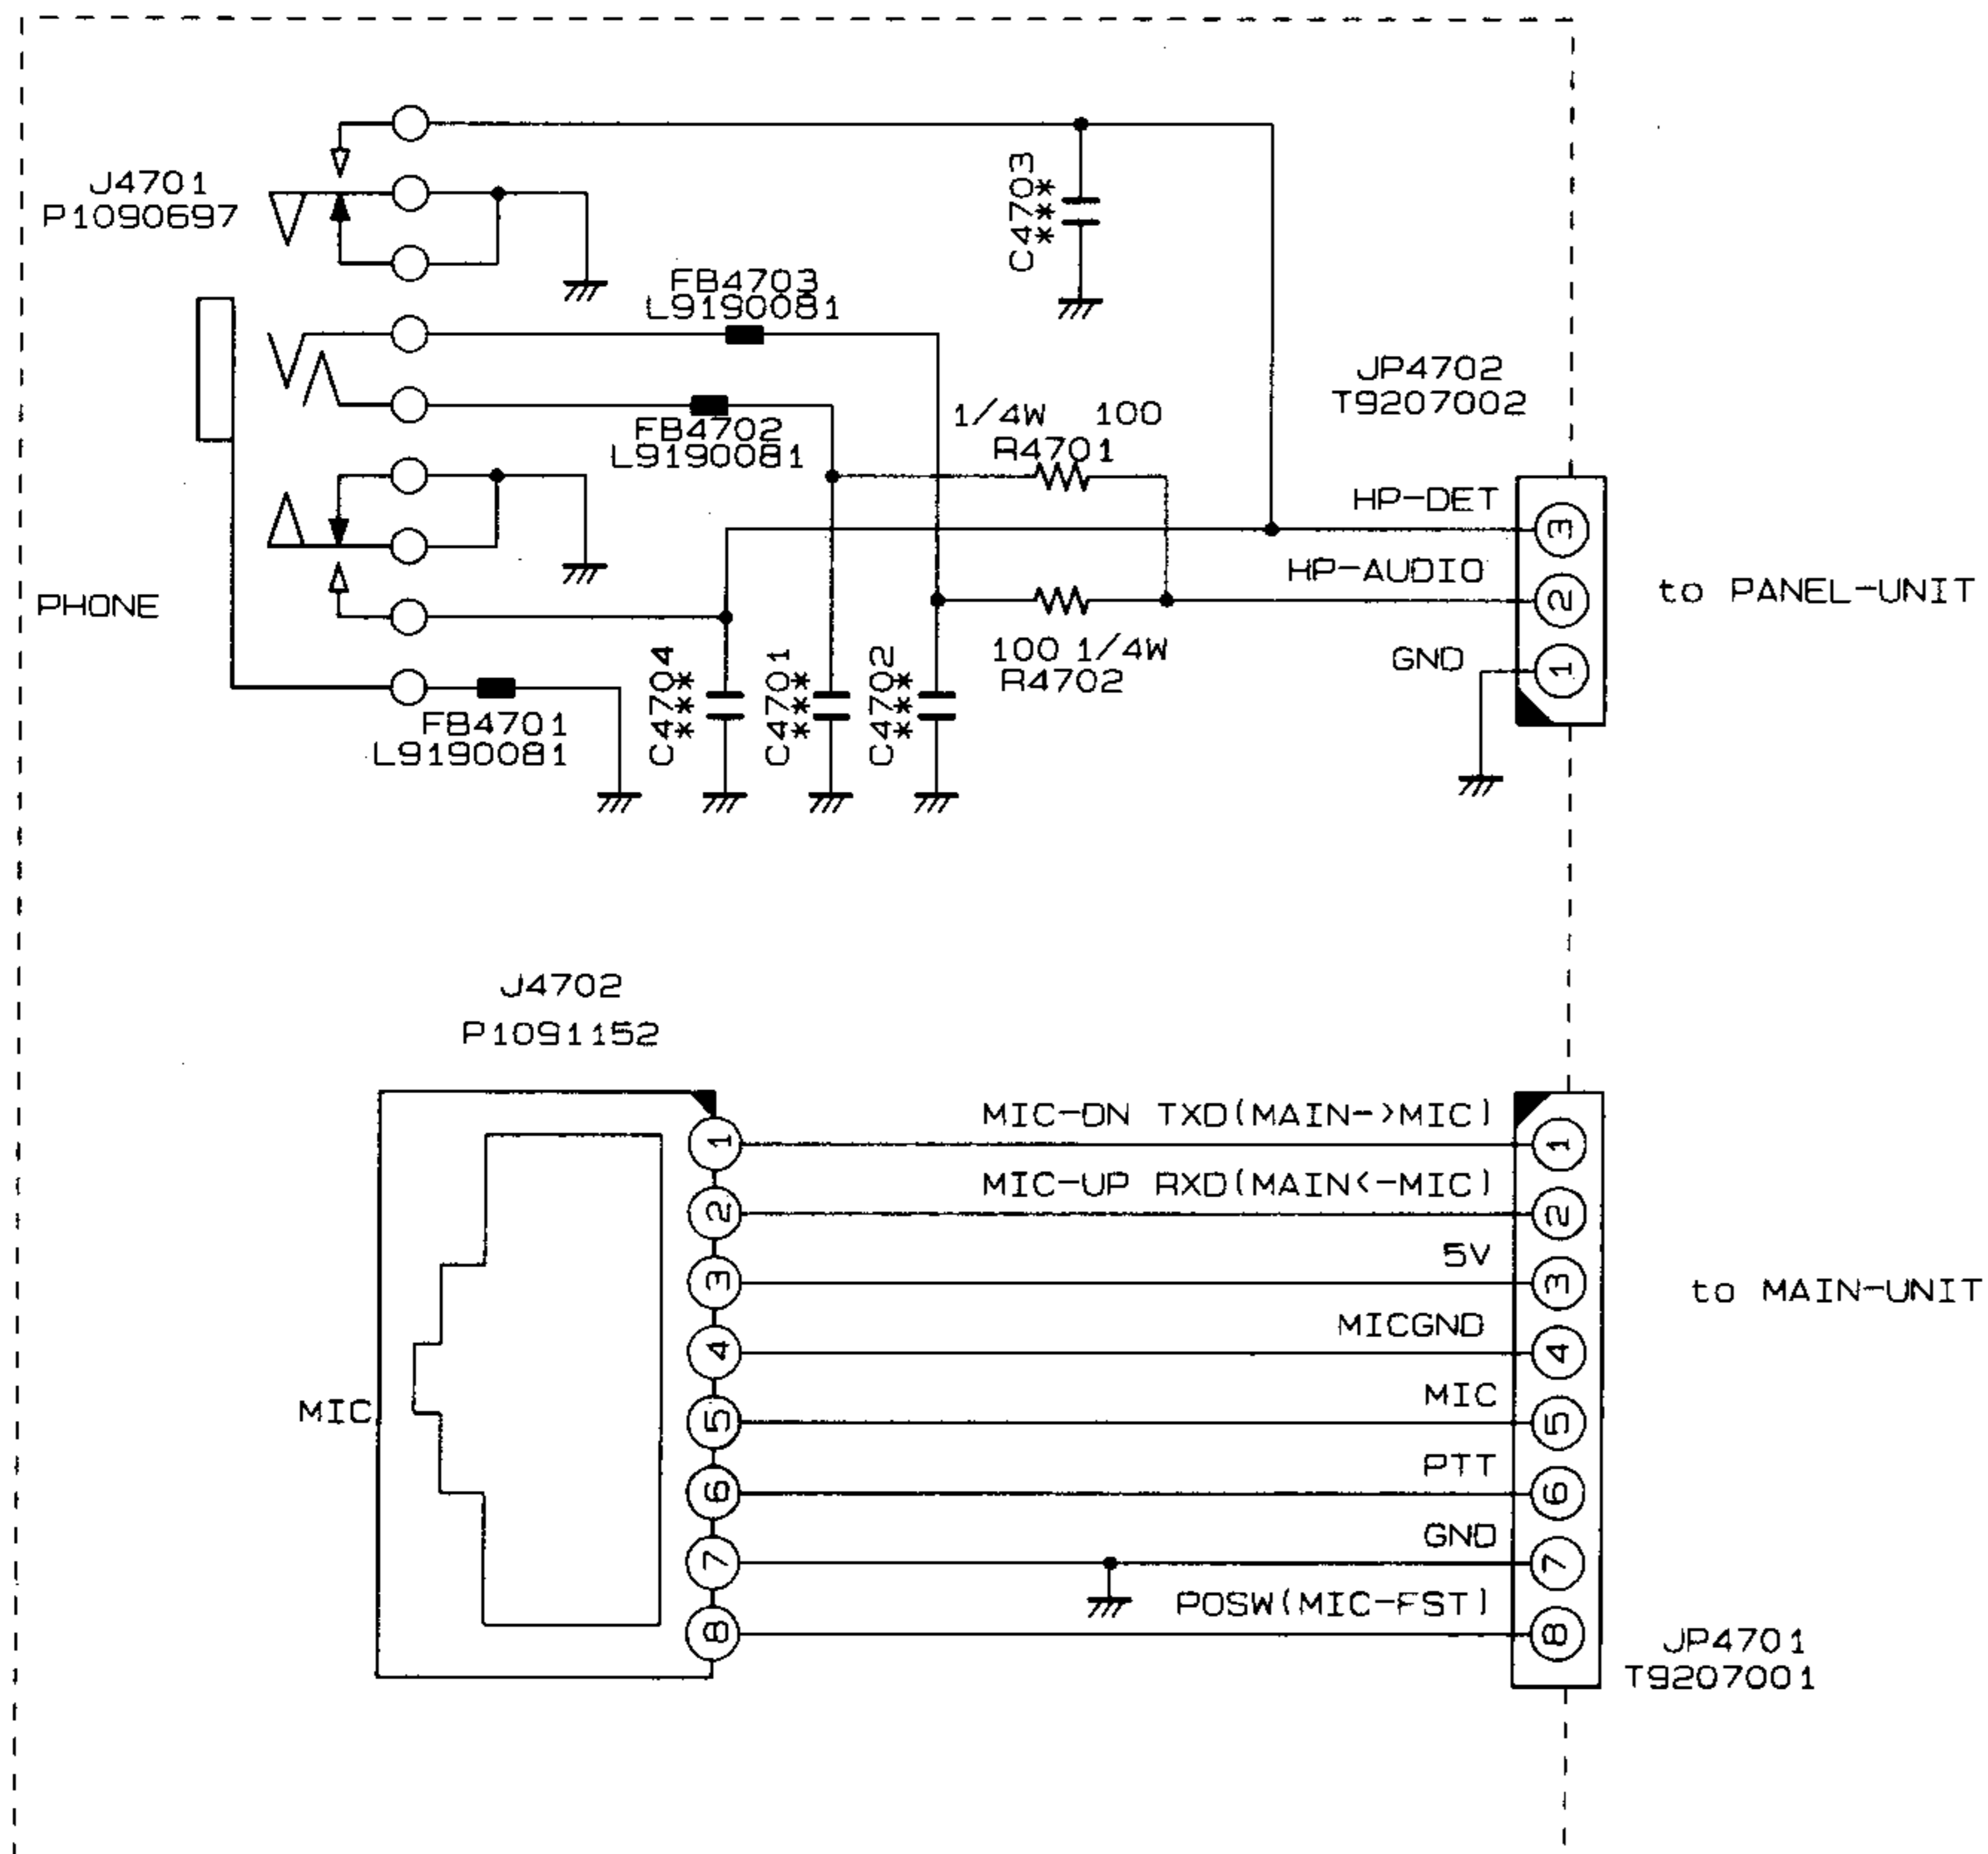 J4701
P1090697
C4703
***
FB4703
L9190081
JP4702
T9207002
FB4702
L9190081
1/4W 100
R4701
HP-DET
3
HP-AUDIO
2
GND
1
to PANEL-UNIT
PHONE
100 1/4W
R4702
FB4701
L9190081
C4704
***
C4701
***
C4702
***
J4702
P1091152
MIC
1
MIC-DN TXD(MAIN->MIC)
1
2
MIC-UP RXD(MAIN<-MIC)
2
3
5V
3
to MAIN-UNIT
4
MICGND
4
5
MIC
5
6
PTT
6
7
GND
7
8
POSW(MIC-FST)
8
JP4701
T9207001